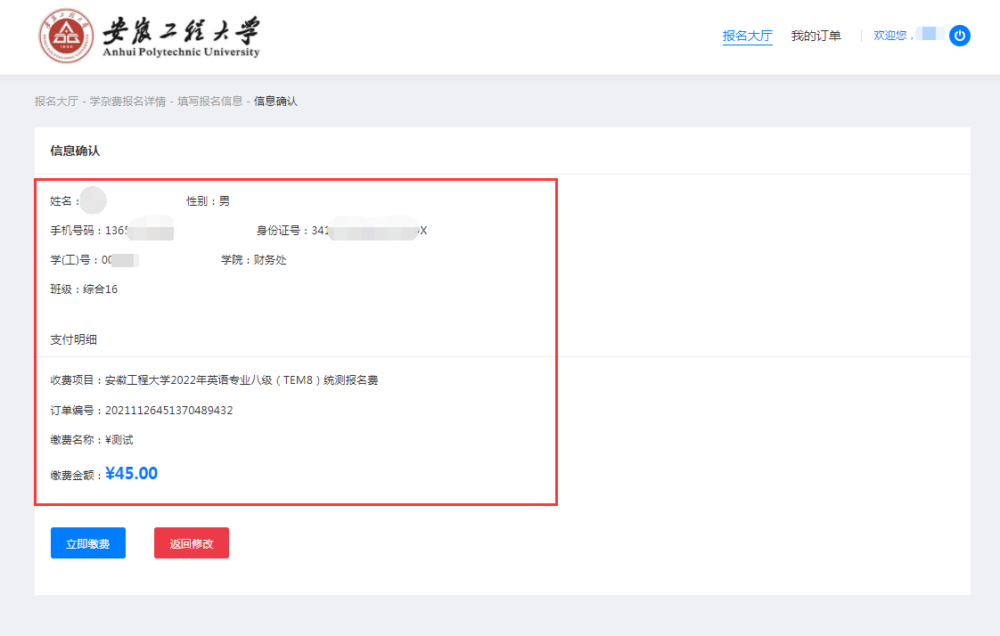 安徽工程大学
Anhui Polytechnic University
报名大厅 我的订单 欢迎您，
报名大厅 - 学杂费报名详情 - 填写报名信息 - 信息确认
信息确认
姓名： 性别：男
手机号码：1365 身份证号：341 X
学(工)号：00 学院：财务处
班级：综合16
支付明细
收费项目：安徽工程大学2022年英语专业八级（TEM8）统测报名费
订单编号：20211126451370489432
缴费名称：¥测试
缴费金额：¥45.00
立即缴费 返回修改